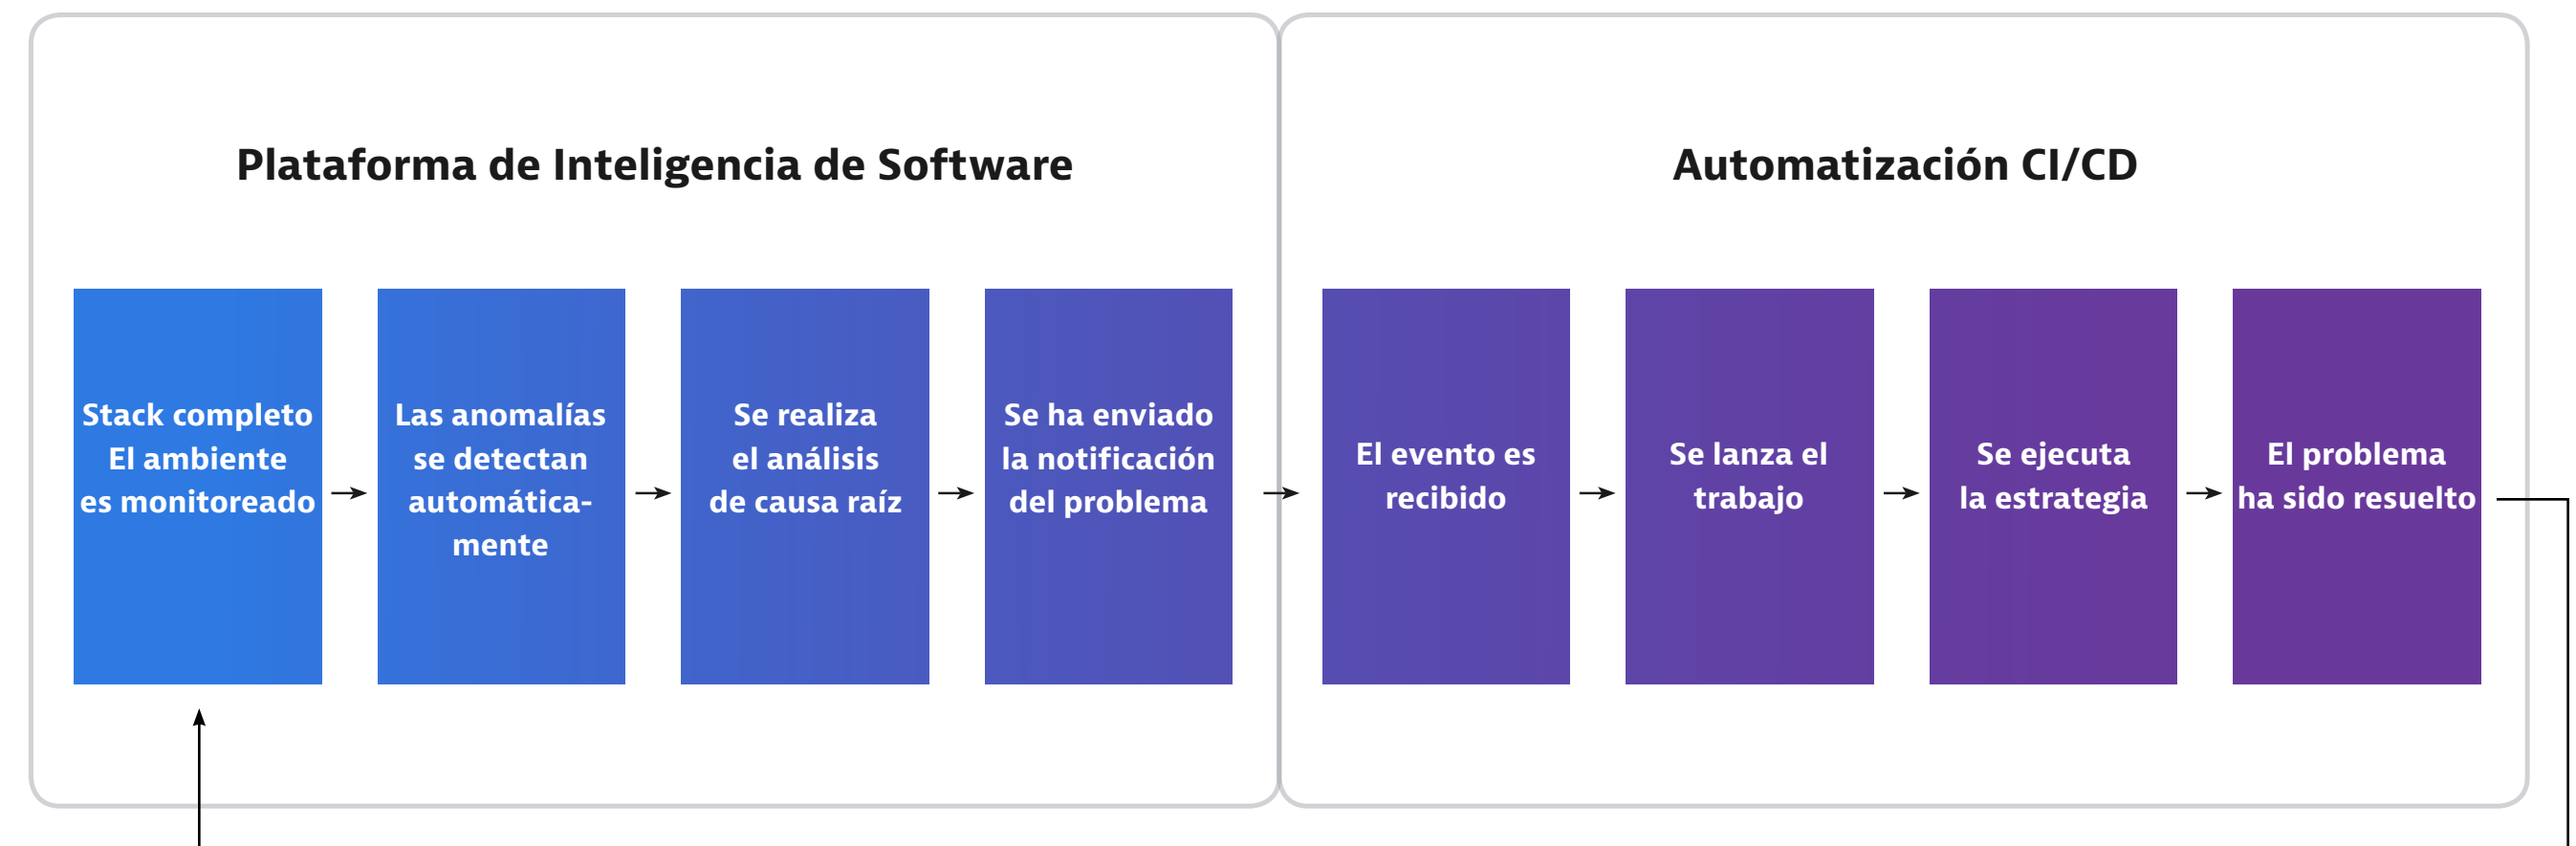 Plataforma de Inteligencia de Software
Stack completo
El ambiente
es monitoreado
Las anomalías
se detectan
automática-
mente
Se realiza
el análisis
de causa raíz
Se ha enviado
la notificación
del problema
Automatización CI/CD
El evento es
recibido
Se lanza el
trabajo
Se ejecuta
la estrategia
El problema
ha sido resuelto